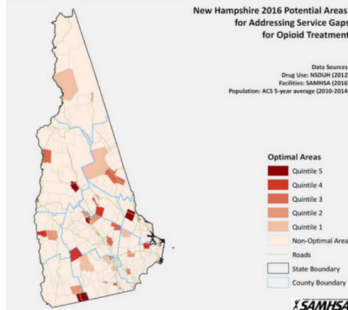 New Hampshire 2016 Potential Areas
for Addressing Service Gaps
for Opioid Treatment
Data Sources
Drug Use: NSDUH (2012
Facilities: SAMHSA (2016
Population: ACS 5-year average (2010-2014
Optimal Areas
Quintile 5
Quintile 4
Quintile 3
Quintile 2
Quintile 1
Non-Optimal Area
Roads
State Boundary
County Boundary
SAMHSA